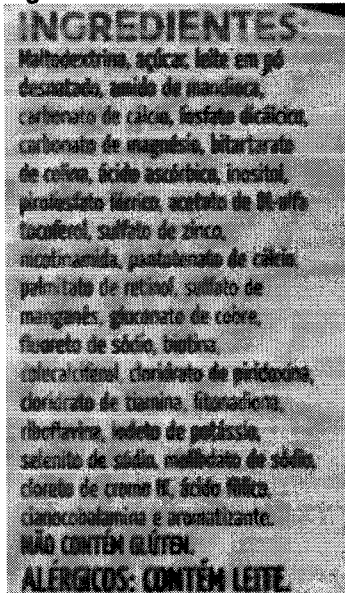 INGREDIENTES:
Maltodextrina, açúcar, leite em pó
desnatado, amido de mandioca,
carbonato de cálcio, fosfato dicálcico,
carbonato de magnésio, bitartarato
de colina, ácido ascórbico, inositol,
pirofosfato férrico, acetato de DL-alfa
tocoferol, sulfato de zinco,
nicotinamida, pantotenato de cálcio,
palmitato de retinol, sulfato de
manganês, gluconato de cobre,
fluoreto de sódio, biotina,
colecalciferol, cloridrato de piridoxina,
cloridrato de tiamina, fitonadiona,
riboflavina, iodeto de potássio,
selenito de sódio, molibdato de sódio,
cloreto de cromo III, ácido fólico,
cianocobalamina e aromatizante.
NÃO CONTÉM GLÚTEN.
ALÉRGICOS: CONTÉM LEITE.